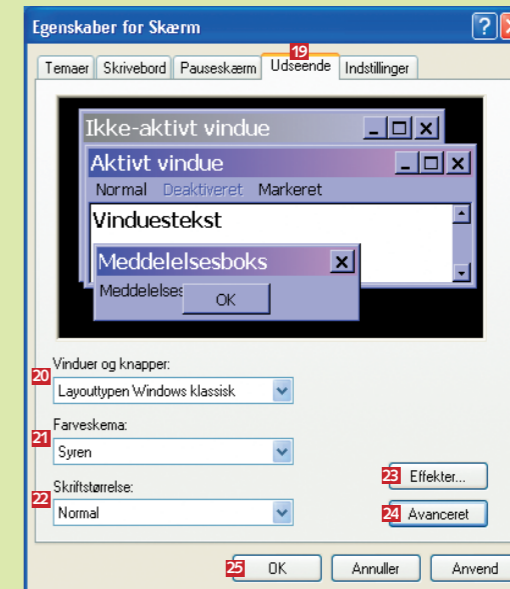 Egenskaber for Skærm
19
Temaer Skrivebord Pauseskærm Udseende Indstillinger
Ikke-aktivt vindue
Aktivt vindue
Normal Deaktiveret Markeret
Vinduestekst
Meddelelsesboks
Meddelelses
OK
Vinduer og knapper:
20
Layouttypen Windows klassisk
Farveskema:
21
Syren
23 Effekter...
Skriftstørrelse:
22
Normal
24 Avanceret
25 OK Annuller Anvend